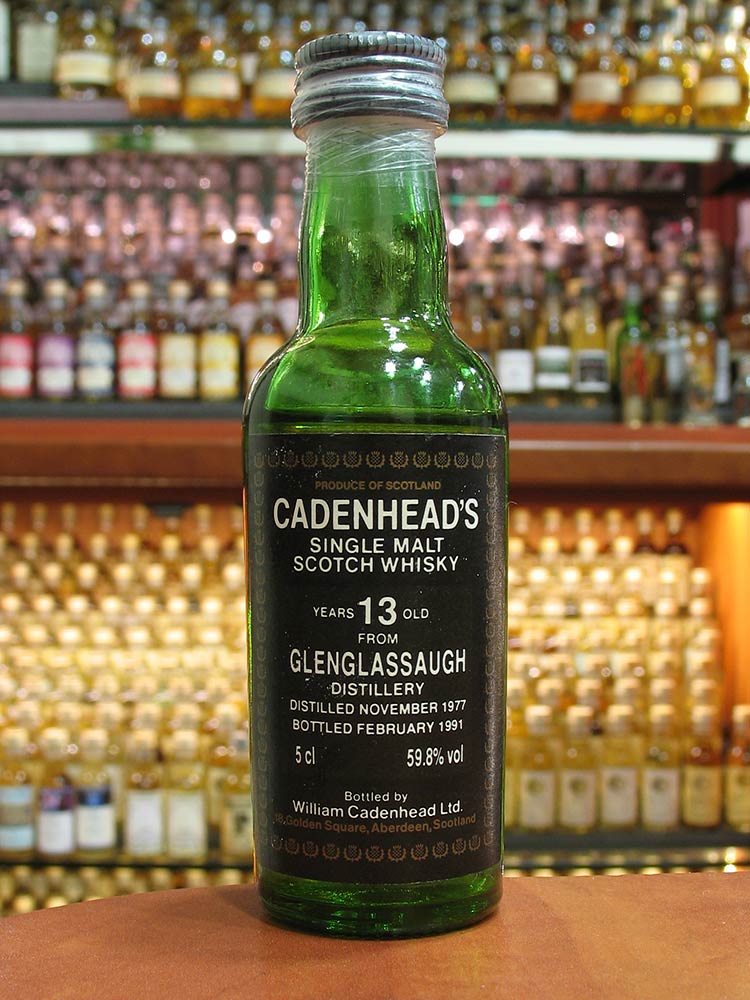 PRODUCE OF SCOTLAND
CADENHEAD'S
SINGLE MALT
SCOTCH WHISKY
YEARS 13 OLD
FROM
GLENGLASSAUGH
DISTILLERY
DISTILLED NOVEMBER 1977
BOTTLED FEBRUARY 1991
5 cl 59.8% vol
Bottled by
William Cadenhead Ltd.
18,Golden Square, Aberdeen, Scotland